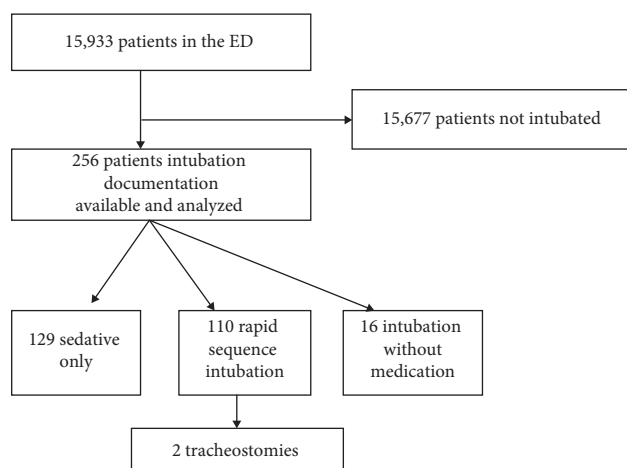 15,933 patients in the ED
15,677 patients not intubated
256 patients intubation
documentation
available and analyzed
129 sedative
only
110 rapid
sequence
intubation
16 intubation
without
medication
2 tracheostomies